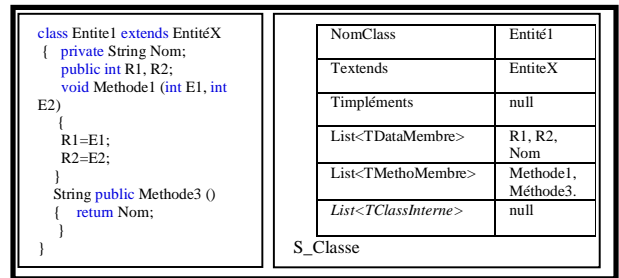 class Entite1 extends EntitéX
{ private String Nom;
public int R1, R2;
void Methode1 (int E1, int
E2)
{
R1=E1;
R2=E2;
}
String public Methode3 ()
{ return Nom;
}
}
NomClass Entité1
Textends EntiteX
Timpléments null
List<TDataMembre> R1, R2,
Nom
List<TMethoMembre> Methode1,
Méthode3.
List<TClassInterne> null
S_Classe